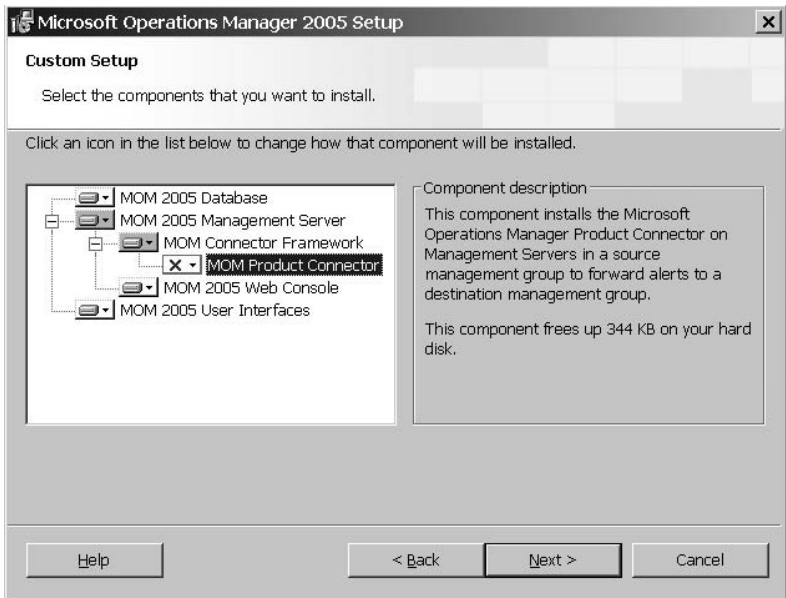 Microsoft Operations Manager 2005 Setup
Custom Setup
Select the components that you want to install.
Click an icon in the list below to change how that component will be installed.
MOM 2005 Database
MOM 2005 Management Server
MOM Connector Framework
MOM Product Connector
MOM 2005 Web Console
MOM 2005 User Interfaces
Component description
This component installs the Microsoft
Operations Manager Product Connector on
Management Servers in a source
management group to forward alerts to a
destination management group.
This component frees up 344 KB on your hard
disk.
Help
< Back
Next >
Cancel